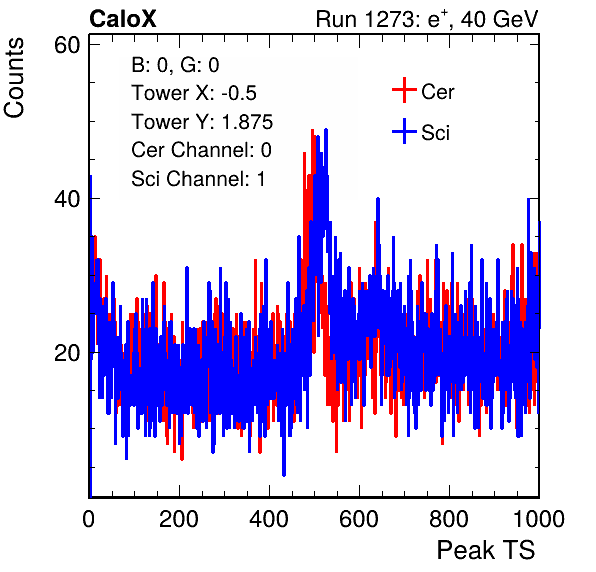 CaloX
Run 1273: e+, 40 GeV
Counts
60
40
20
B: 0, G: 0
Tower X: -0.5
Tower Y: 1.875
Cer Channel: 0
Sci Channel: 1
Cer
Sci
0 200 400 600 800 1000
Peak TS